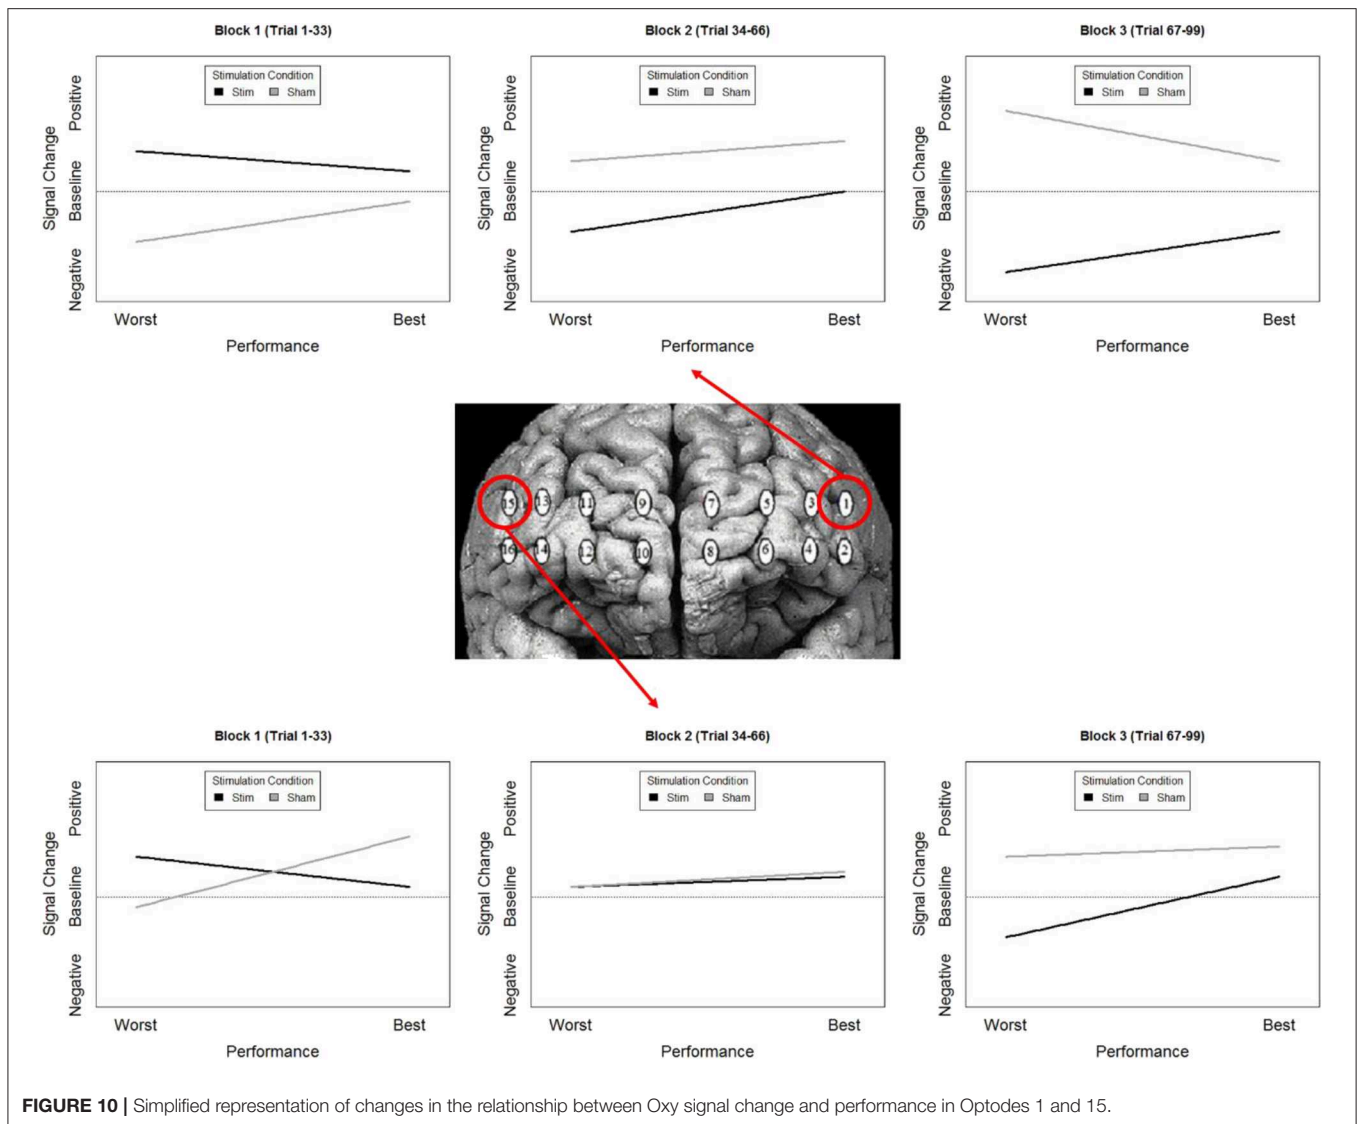 Block 1 (Trial 1-33)
Stimulation Condition
Stim Sham
Signal Change
Negative Baseline Positive
Worst Best
Performance
Block 2 (Trial 34-66)
Stimulation Condition
Stim Sham
Signal Change
Negative Baseline Positive
Worst Best
Performance
Block 3 (Trial 67-99)
Stimulation Condition
Stim Sham
Signal Change
Negative Baseline Positive
Worst Best
Performance
15 13 11 9 7 5 3 1
16 14 12 10 8 6 4 2
Block 1 (Trial 1-33)
Stimulation Condition
Stim Sham
Signal Change
Negative Baseline Positive
Worst Best
Performance
Block 2 (Trial 34-66)
Stimulation Condition
Stim Sham
Signal Change
Negative Baseline Positive
Worst Best
Performance
Block 3 (Trial 67-99)
Stimulation Condition
Stim Sham
Signal Change
Negative Baseline Positive
Worst Best
Performance
FIGURE 10 | Simplified representation of changes in the relationship between Oxy signal change and performance in Optodes 1 and 15.